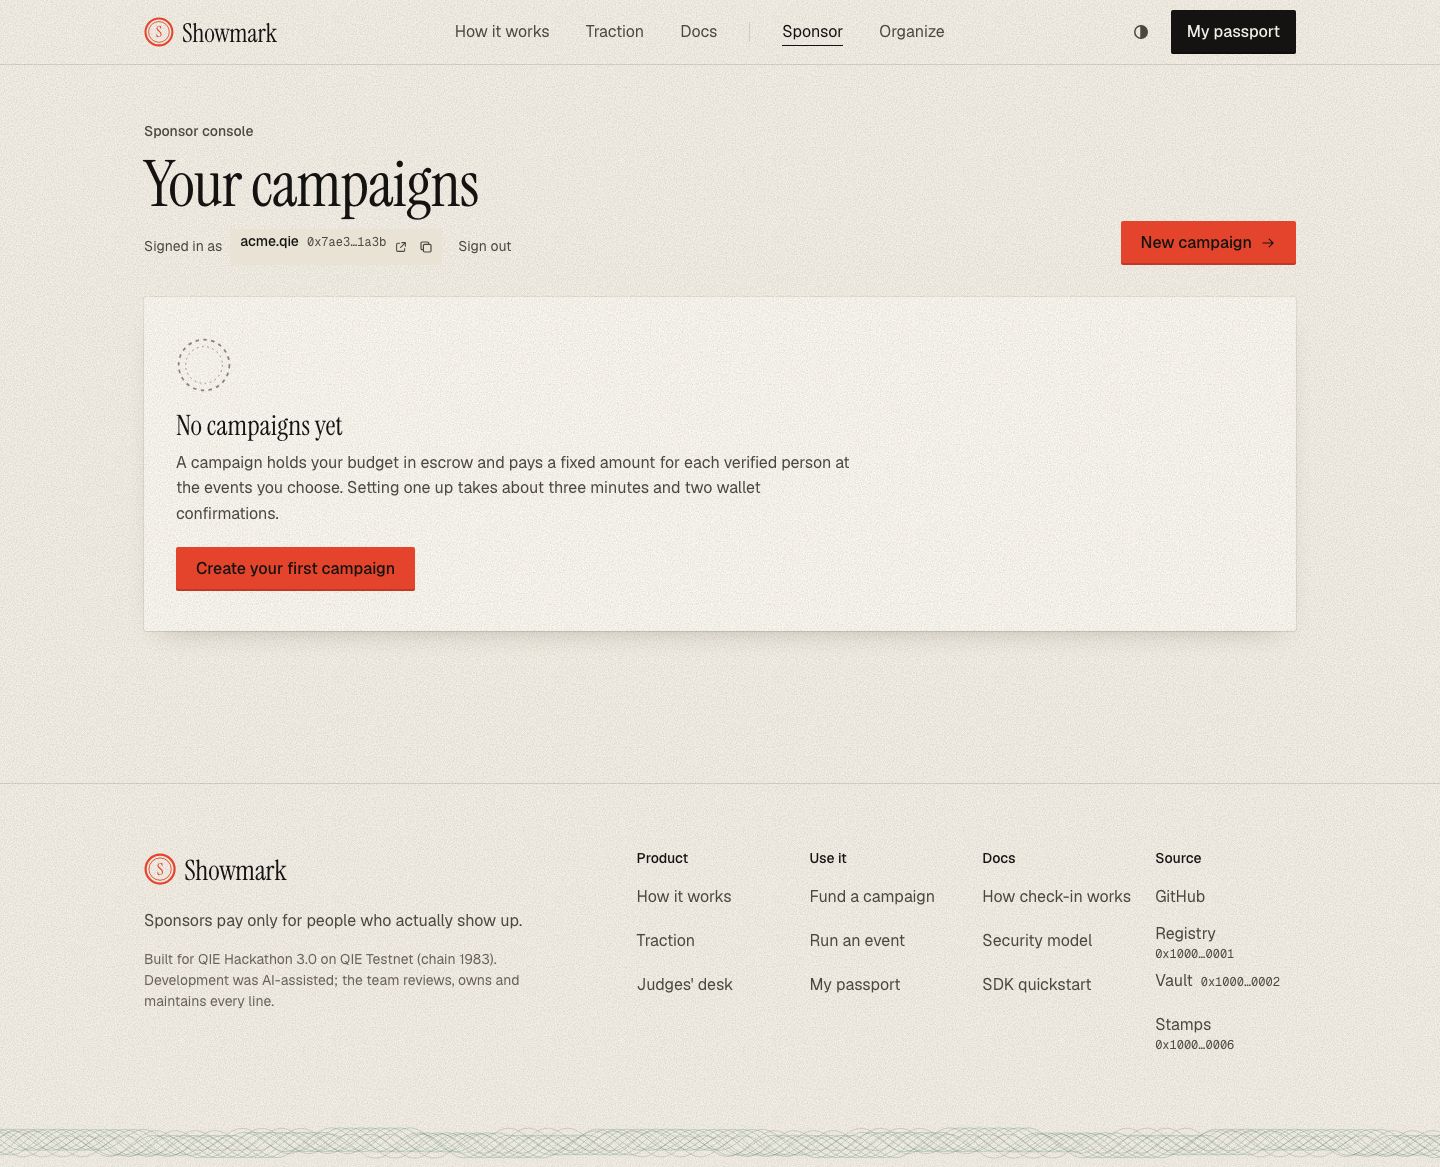 S Showmark
How it works
Traction
Docs
Sponsor
Organize
My passport
Sponsor console
Your campaigns
Signed in as acme.qie 0x7ae3…1a3b Sign out
New campaign →
No campaigns yet
A campaign holds your budget in escrow and pays a fixed amount for each verified person at
the events you choose. Setting one up takes about three minutes and two wallet
confirmations.
Create your first campaign
S Showmark
Sponsors pay only for people who actually show up.
Built for QIE Hackathon 3.0 on QIE Testnet (chain 1983).
Development was AI-assisted; the team reviews, owns and
maintains every line.
Product
How it works
Traction
Judges' desk
Use it
Fund a campaign
Run an event
My passport
Docs
How check-in works
Security model
SDK quickstart
Source
GitHub
Registry
0x1000…0001
Vault 0x1000…0002
Stamps
0x1000…0006